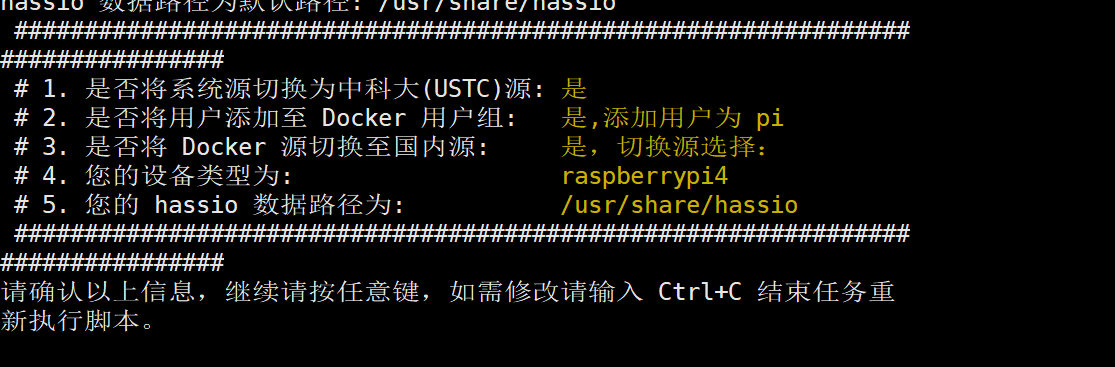 hassio 数据路径为默认路径: /usr/share/hassio
################################################################
################
# 1. 是否将系统源切换为中科大(USTC)源: 是
# 2. 是否将用户添加至 Docker 用户组: 是,添加用户为 pi
# 3. 是否将 Docker 源切换至国内源: 是，切换源选择:
# 4. 您的设备类型为: raspberrypi4
# 5. 您的 hassio 数据路径为: /usr/share/hassio
################################################################
################
请确认以上信息，继续请按任意键，如需修改请输入 Ctrl+C 结束任务重
新执行脚本。